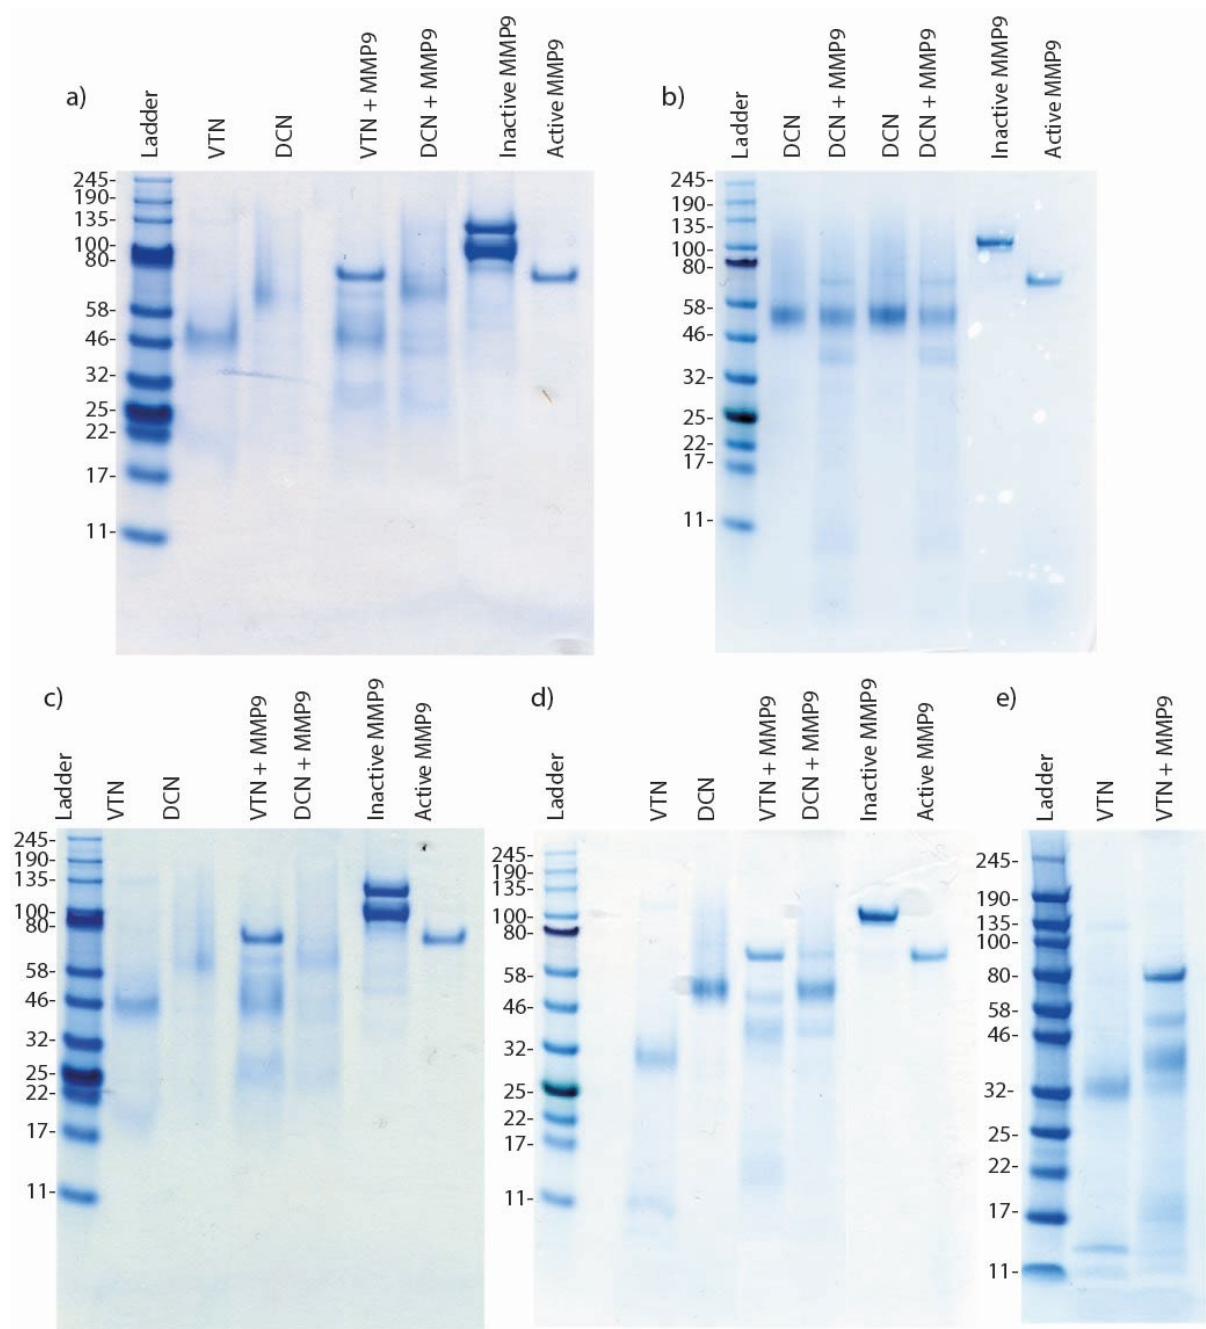 a)
Ladder
VTN
DCN
VTN + MMP9
DCN + MMP9
Inactive MMP9
Active MMP9
245-
190-
135-
100-
80-
58-
46-
32-
25-
22-
17-
11-
b)
Ladder
DCN
DCN + MMP9
DCN
DCN + MMP9
Inactive MMP9
Active MMP9
245-
190-
135-
100-
80-
58-
46-
32-
25-
22-
17-
11-
c)
Ladder
VTN
DCN
VTN + MMP9
DCN + MMP9
Inactive MMP9
Active MMP9
245-
190-
135-
100-
80-
58-
46-
32-
25-
22-
17-
11-
d)
Ladder
VTN
DCN
VTN + MMP9
DCN + MMP9
Inactive MMP9
Active MMP9
245-
190-
135-
100-
80-
58-
46-
32-
25-
22-
17-
11-
e)
Ladder
VTN
VTN + MMP9
245-
190-
135-
100-
80-
58-
46-
32-
25-
22-
17-
11-